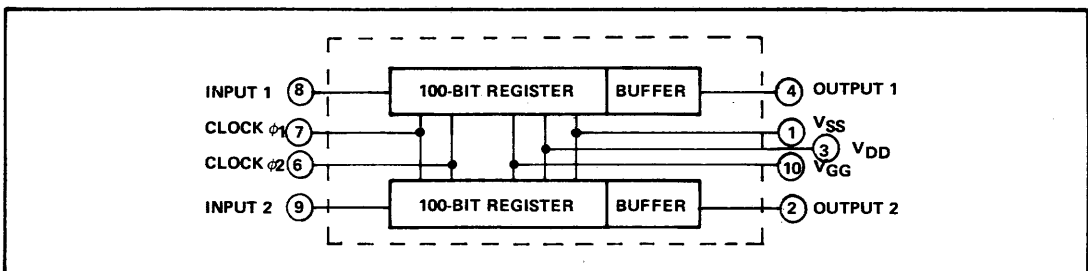 INPUT 1 8 100-BIT REGISTER BUFFER 4 OUTPUT 1
CLOCK ϕ1 7 1 VSS
3 VDD
CLOCK ϕ2 6 10 VGG
INPUT 2 9 100-BIT REGISTER BUFFER 2 OUTPUT 2